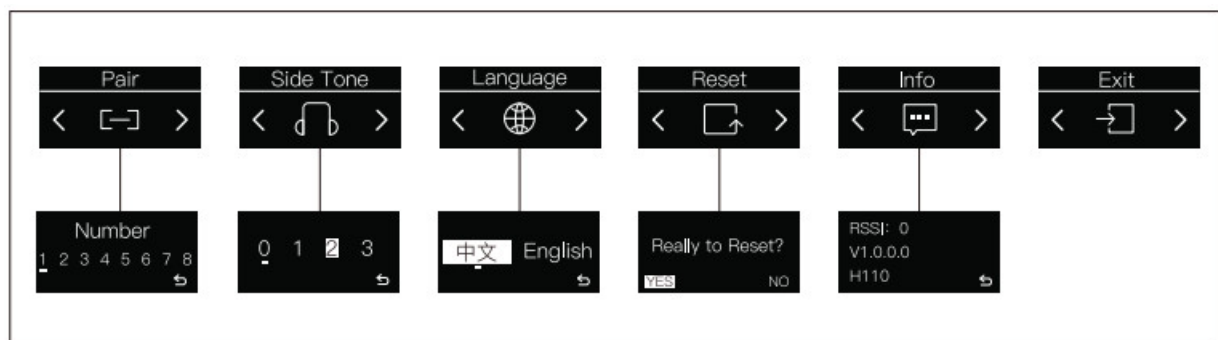 Pair
Side Tone
Language
Reset
Info
Exit
Number
1 2 3 4 5 6 7 8
0 1 2 3
中文 English
Really to Reset?
YES NO
RSSI: 0
V1.0.0.0
H110